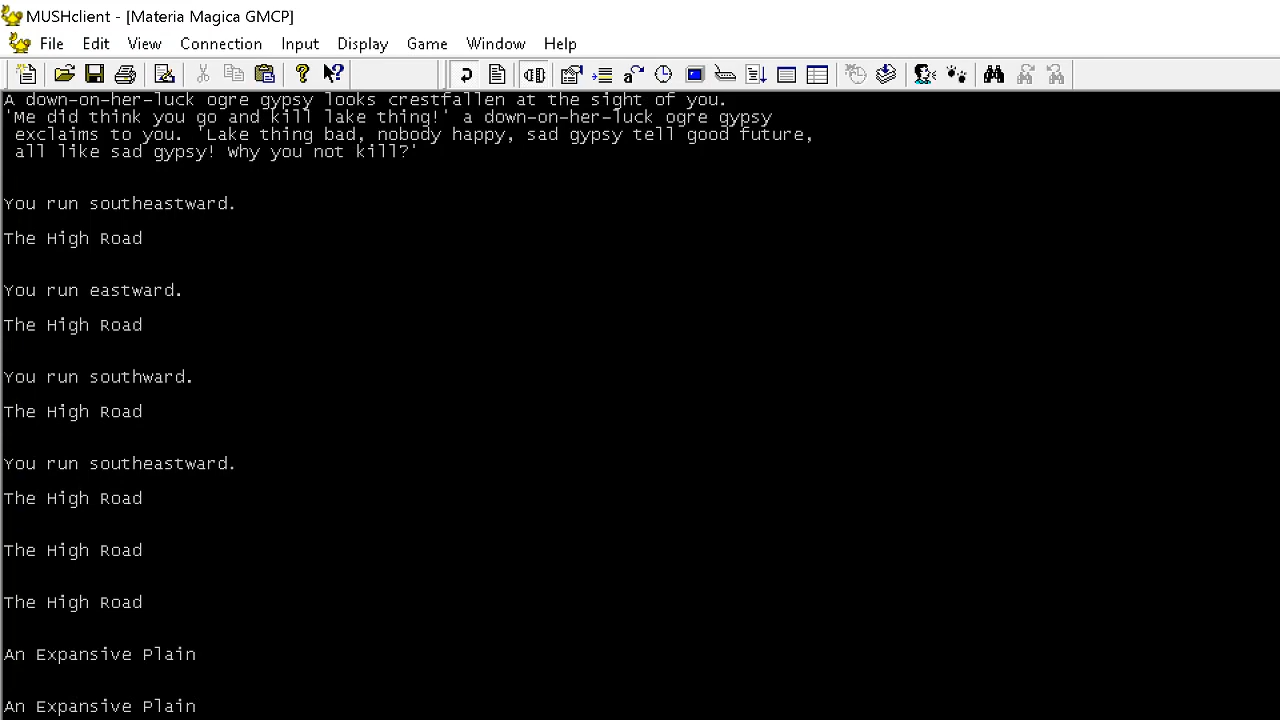 MUSHclient - [Materia Magica GMCP]
File Edit View Connection Input Display Game Window Help
A down-on-her-luck ogre gypsy looks crestfallen at the sight of you.
'Me did think you go and kill lake thing!' a down-on-her-luck ogre gypsy
exclaims to you. 'Lake thing bad, nobody happy, sad gypsy tell good future,
all like sad gypsy! Why you not kill?'
You run southeastward.
The High Road
You run eastward.
The High Road
You run southward.
The High Road
You run southeastward.
The High Road
The High Road
The High Road
An Expansive Plain
An Expansive Plain